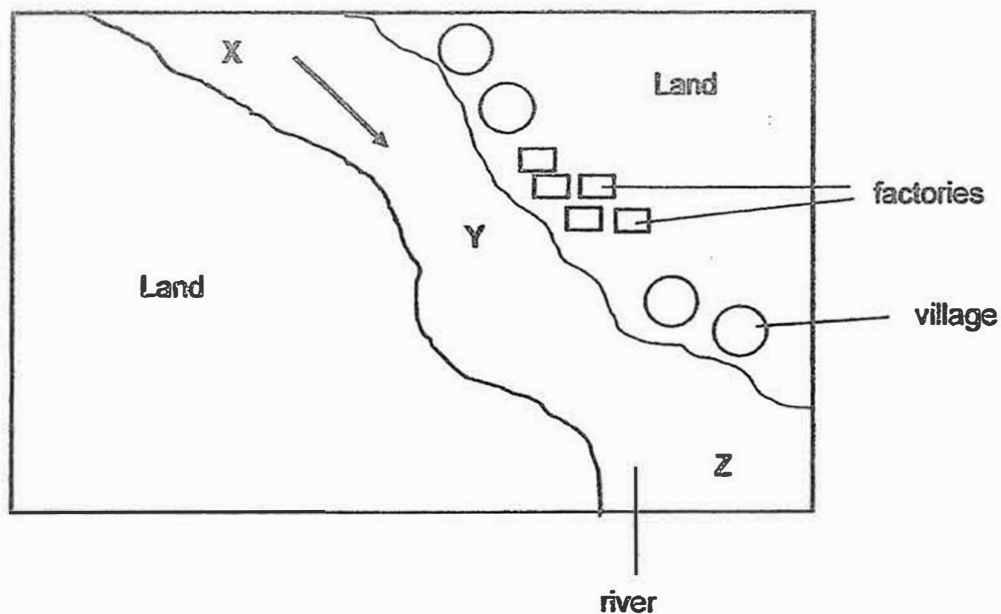 X
Land
factories
Y
Land
village
Z
river